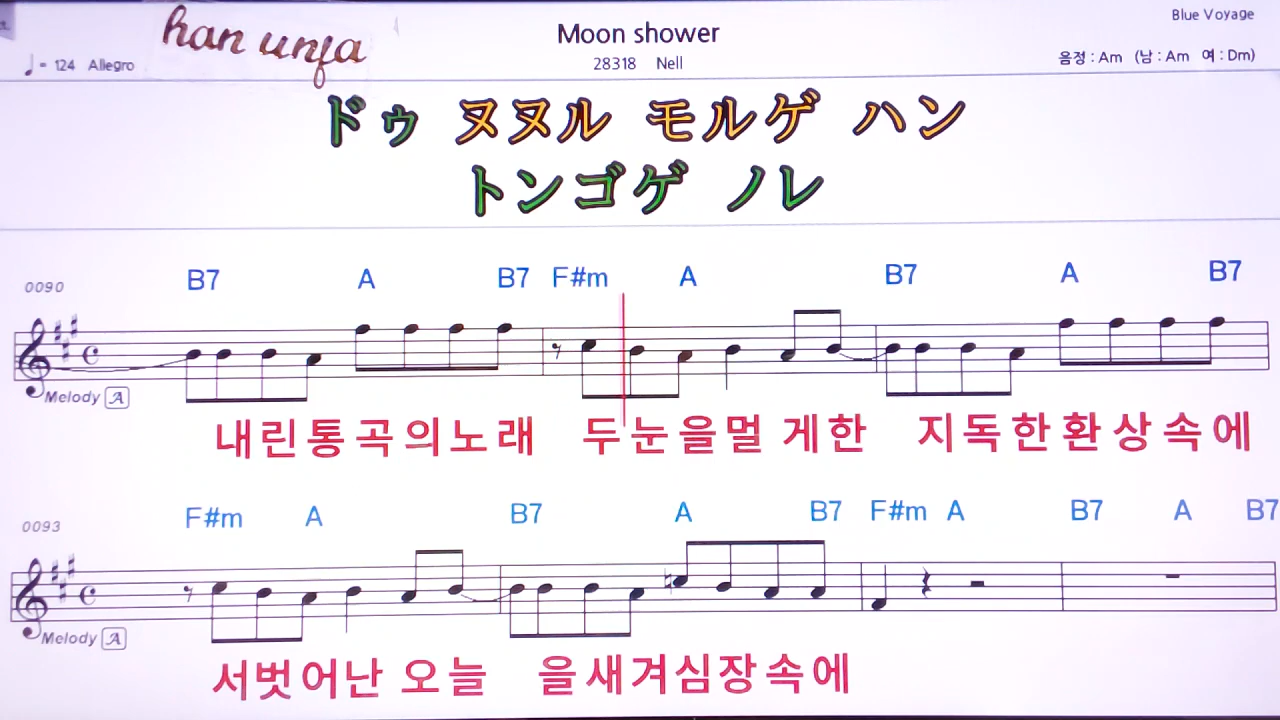 Blue Voyage
han unfa
Moon shower
♩= 124 Allegro
28318 Nell
음정 : Am (남 : Am 여 : Dm)
ドゥ ヌヌル モルゲ ハン
トンゴゲ ノレ
0090 B7 A B7 F#m A B7 A B7
Melody A
내린통곡의노래 두눈을멀 게한 지독한환상속에
0093 F#m A B7 A B7 F#m A B7 A B7
Melody A
서벗어난 오늘 을새겨심장속에